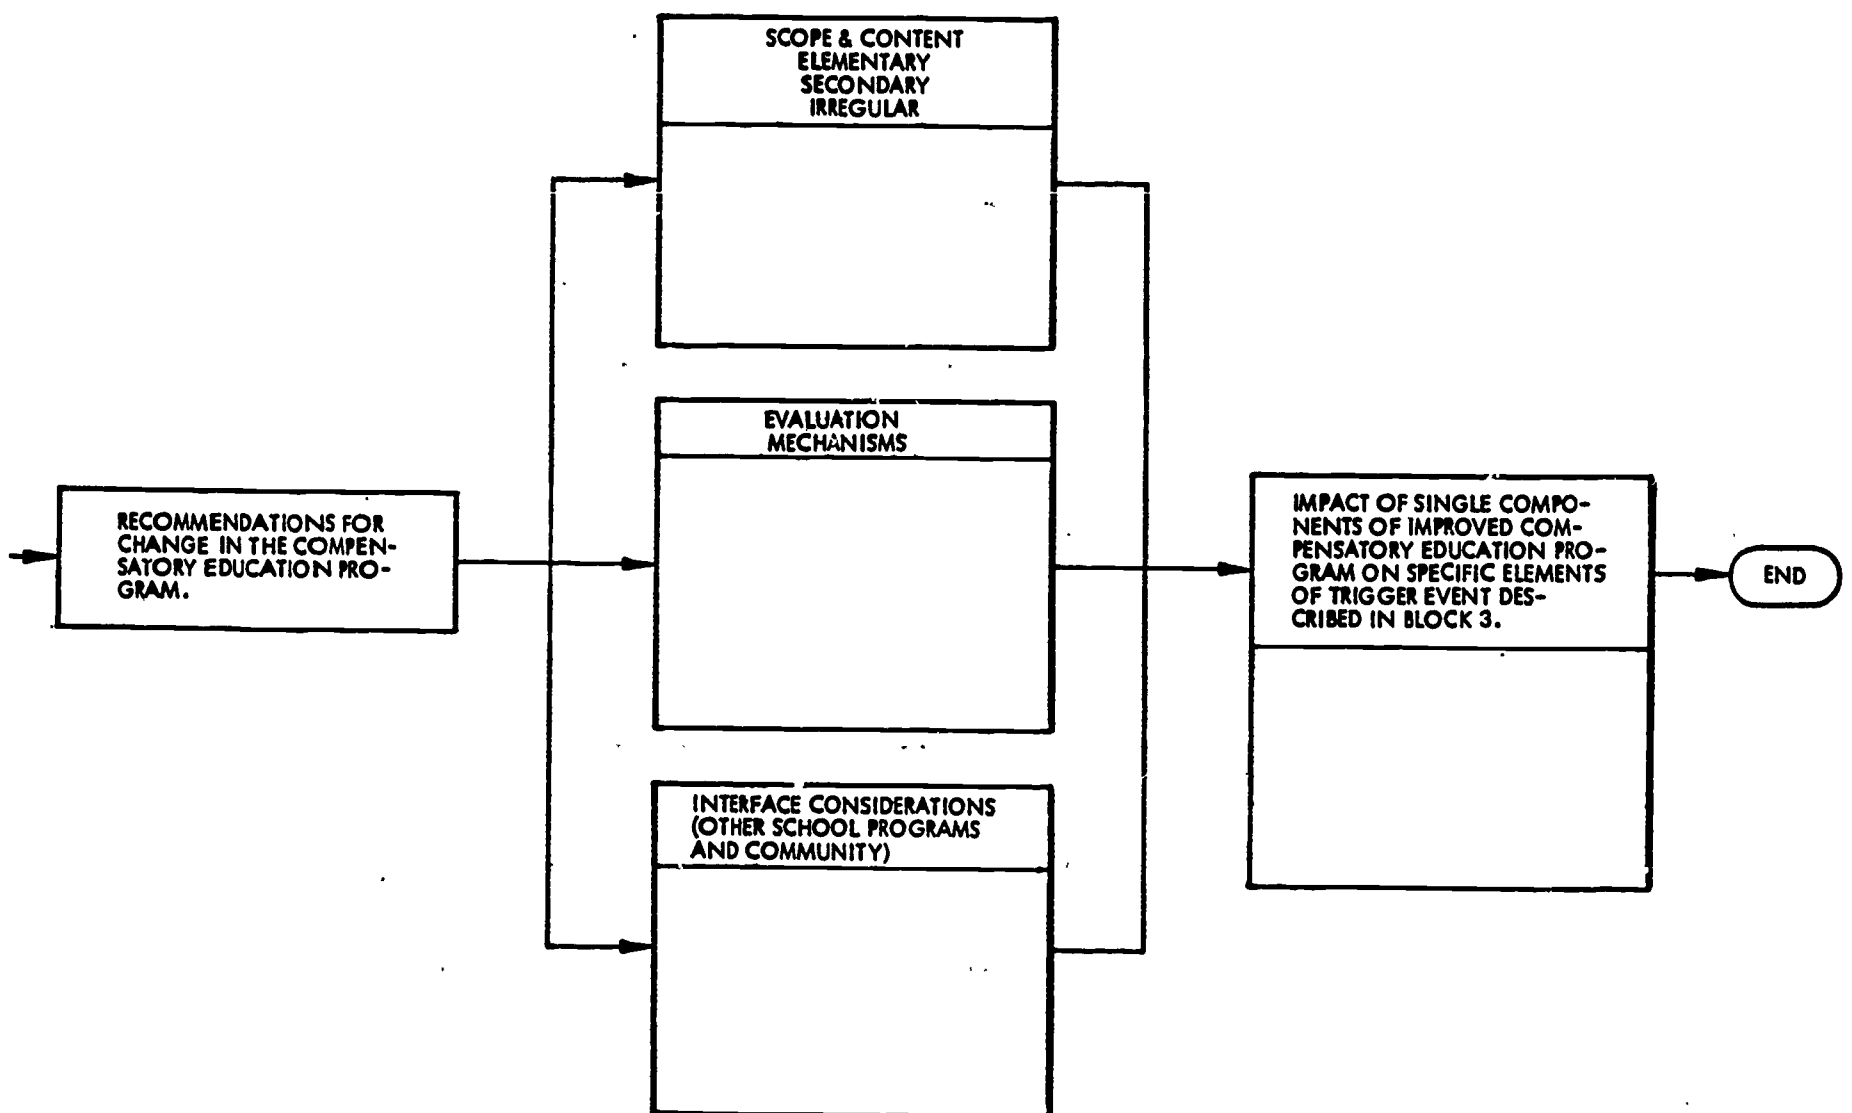 SCOPE & CONTENT
ELEMENTARY
SECONDARY
IRREGULAR
EVALUATION
MECHANISMS
RECOMMENDATIONS FOR
CHANGE IN THE COMPEN-
SATORY EDUCATION PRO-
GRAM.
INTERFACE CONSIDERATIONS
(OTHER SCHOOL PROGRAMS
AND COMMUNITY)
IMPACT OF SINGLE COMPO-
NENTS OF IMPROVED COM-
PENSATORY EDUCATION PRO-
GRAM ON SPECIFIC ELEMENTS
OF TRIGGER EVENT DES-
CRIBED IN BLOCK 3.
END